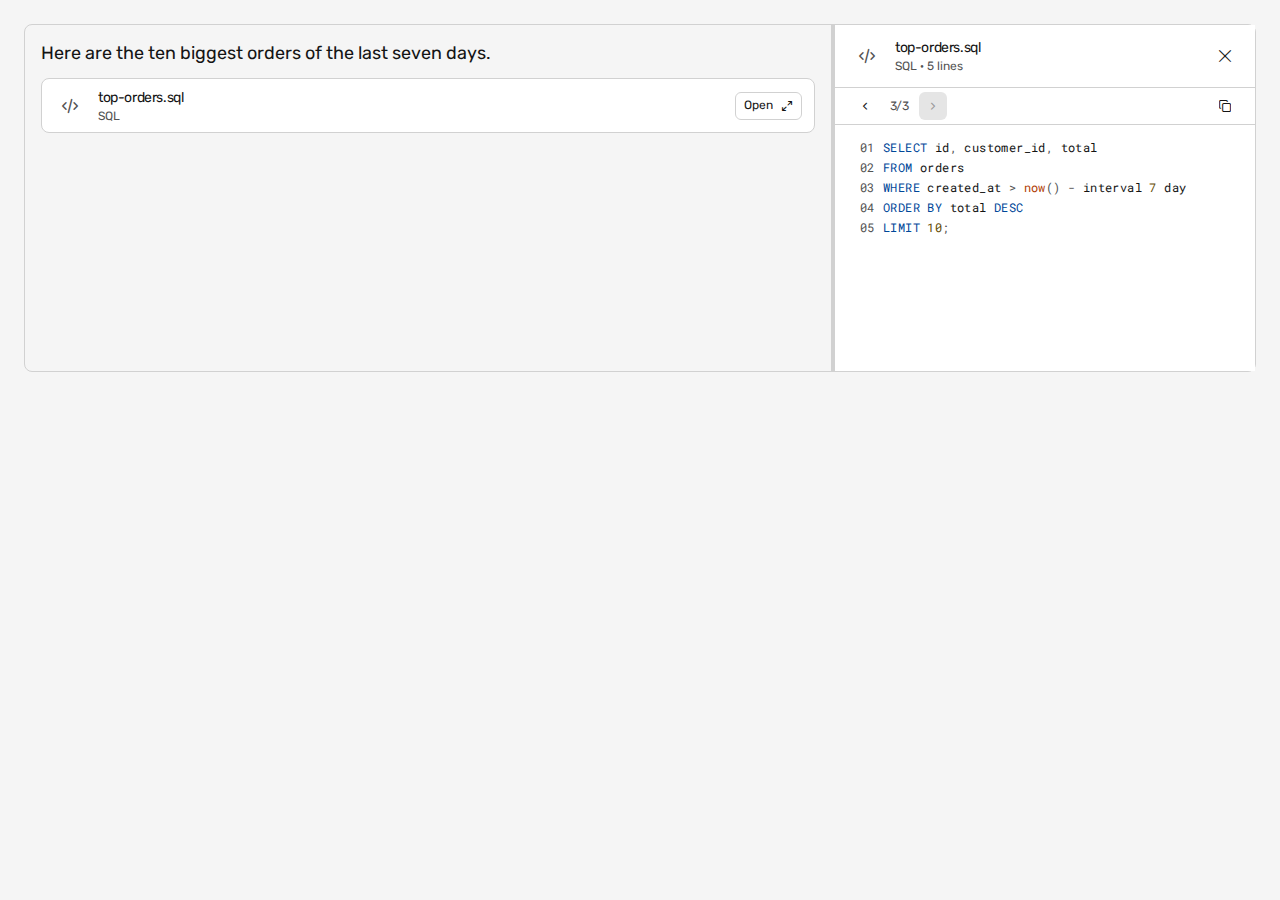 Here are the ten biggest orders of the last seven days.
top-orders.sql
SQL
Open
top-orders.sql
SQL • 5 lines
3/3
01 SELECT id, customer_id, total
02 FROM orders
03 WHERE created_at > now() - interval 7 day
04 ORDER BY total DESC
05 LIMIT 10;